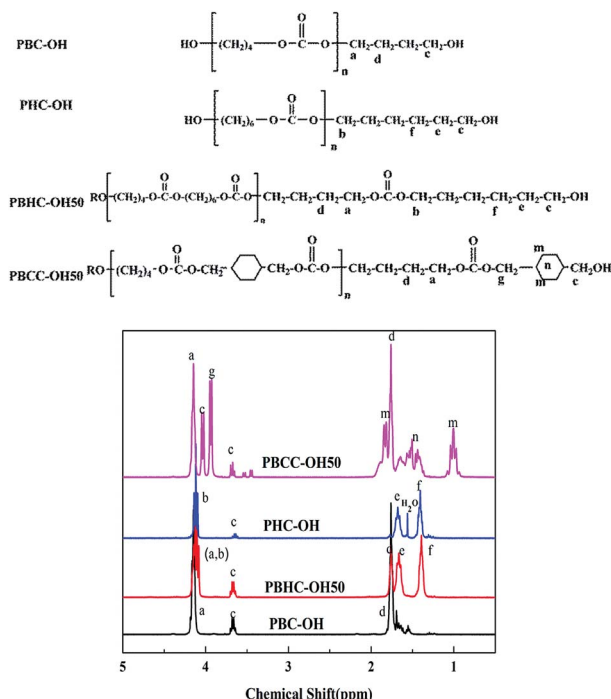 PBC-OH HO (CH₂)₄ O C O O CH₂-CH₂-CH₂-CH₂-OH
a d c n
PHC-OH HO (CH₂)₆ O C O O CH₂-CH₂-CH₂-CH₂-CH₂-CH₂-OH
b f e c n
PBHC-OH50 RO (CH₂)₄-O-C-O-(CH₂)₆-O-C-O O O CH₂-CH₂-CH₂-CH₂-O-C-O-CH₂-CH₂-CH₂-CH₂-CH₂-CH₂-OH O
n d a b f e c
PBCC-OH50 RO (CH₂)₄-O-C-O-CH₂ CH₂-O-C-O O O CH₂-CH₂-CH₂-CH₂-O-C-O-CH₂ O CH₂OH
m n m
n d a g c
d
a g
c m n m
c
PBCC-OH50
b f
e H₂O
c
PHC-OH
(a,b) d e f
c
PBHC-OH50
a c d
PBC-OH
5 4 3 2 1
Chemical Shift(ppm)